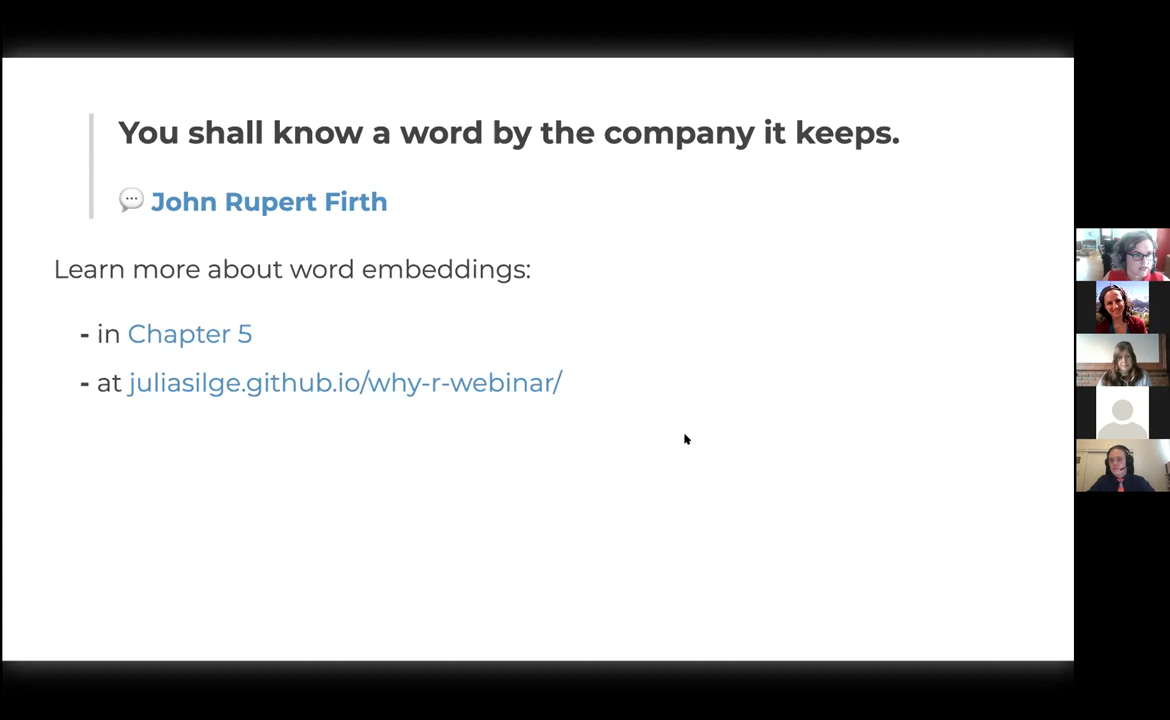 You shall know a word by the company it keeps.
💬 John Rupert Firth
Learn more about word embeddings:
- in Chapter 5
- at juliasilge.github.io/why-r-webinar/